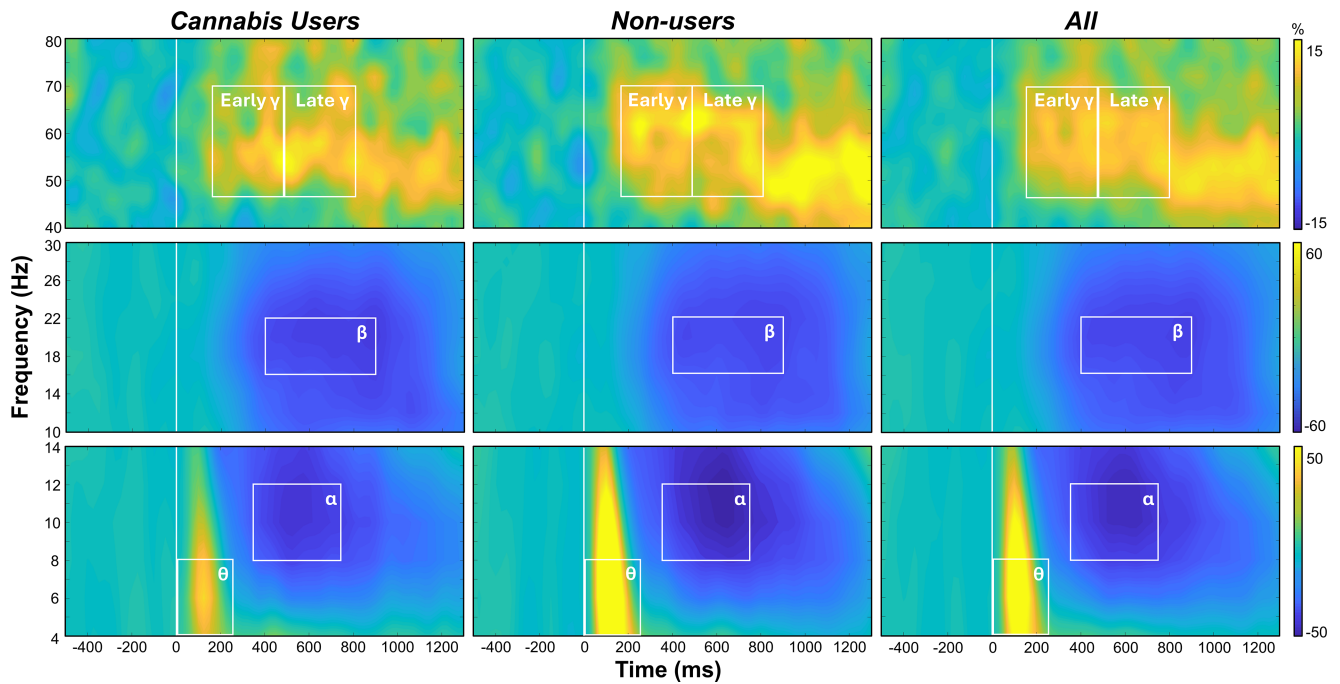 Cannabis Users Non-users All
%
80
70
60
50
40
Early γ Late γ
Early γ Late γ
Early γ Late γ
15
-15
30
26
22
18
14
10
β
β
β
60
-60
Frequency (Hz)
14
12
10
8
6
4
α
θ
α
θ
α
θ
50
-50
-400 -200 0 200 400 600 800 1000 1200
-400 -200 0 200 400 600 800 1000 1200
-400 -200 0 200 400 600 800 1000 1200
Time (ms)